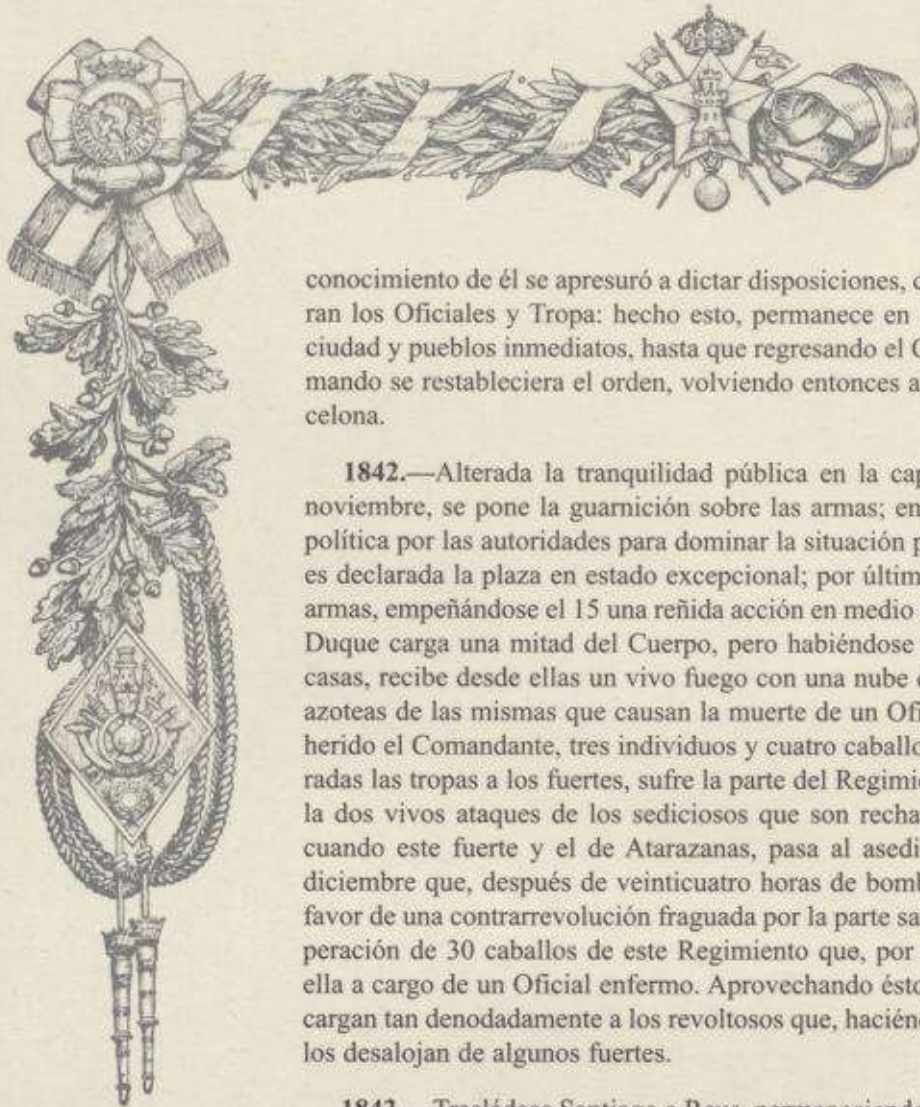 conocimiento de él se apresuró a dictar disposiciones,
ran los Oficiales y Tropa: hecho esto, permanece en
ciudad y pueblos inmediatos, hasta que regresando el
mando se restableciera el orden, volviendo entonces a
celona.
1842.—Alterada la tranquilidad pública en la cap
noviembre, se pone la guarnición sobre las armas; en
política por las autoridades para dominar la situación p
es declarada la plaza en estado excepcional; por últim
armas, empeñándose el 15 una reñida acción en medio
Duque carga una mitad del Cuerpo, pero habiéndose
casas, recibe desde ellas un vivo fuego con una nube
azoteas de las mismas que causan la muerte de un Ofi
herido el Comandante, tres individuos y cuatro caballo
radas las tropas a los fuertes, sufre la parte del Regimi
la dos vivos ataques de los sediciosos que son recha
cuando este fuerte y el de Atarazanas, pasa al asedi
diciembre que, después de veinticuatro horas de bomb
favor de una contrarrevolución fraguada por la parte sa
peración de 30 caballos de este Regimiento que, por
ella a cargo de un Oficial enfermo. Aprovechando ésto
cargan tan denodadamente a los revoltosos que, hacién
los desalojan de algunos fuertes.